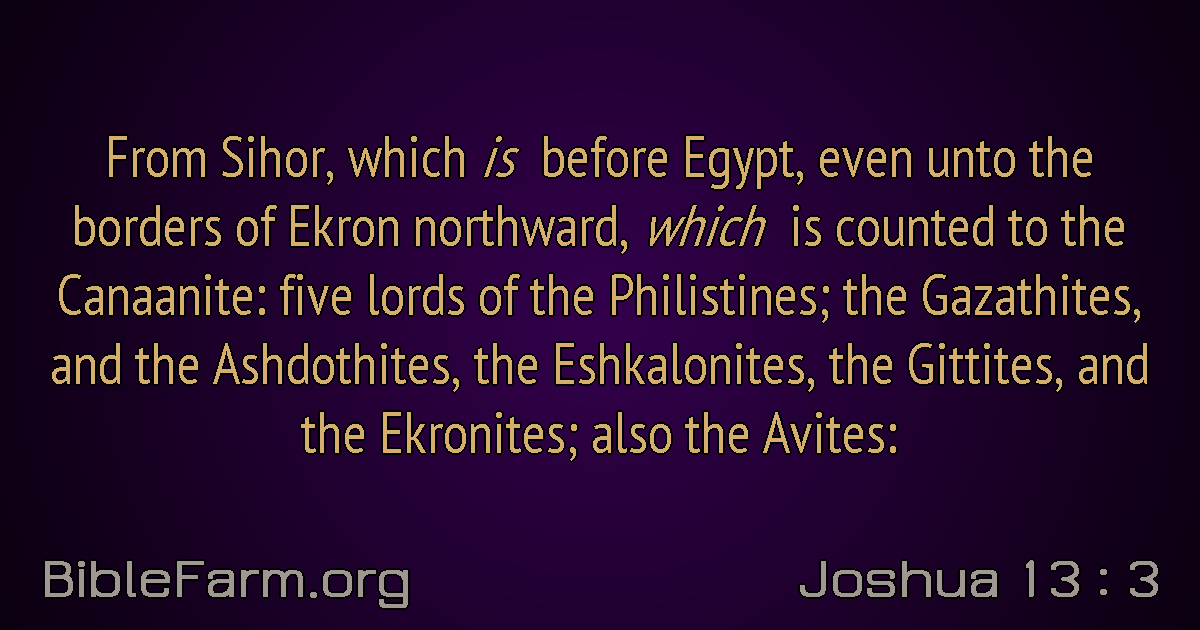 From Sihor, which is before Egypt, even unto the
borders of Ekron northward, which is counted to the
Canaanite: five lords of the Philistines; the Gazathites,
and the Ashdothites, the Eshkalonites, the Gittites, and
the Ekronites; also the Avites:
BibleFarm.org
Joshua 13 : 3